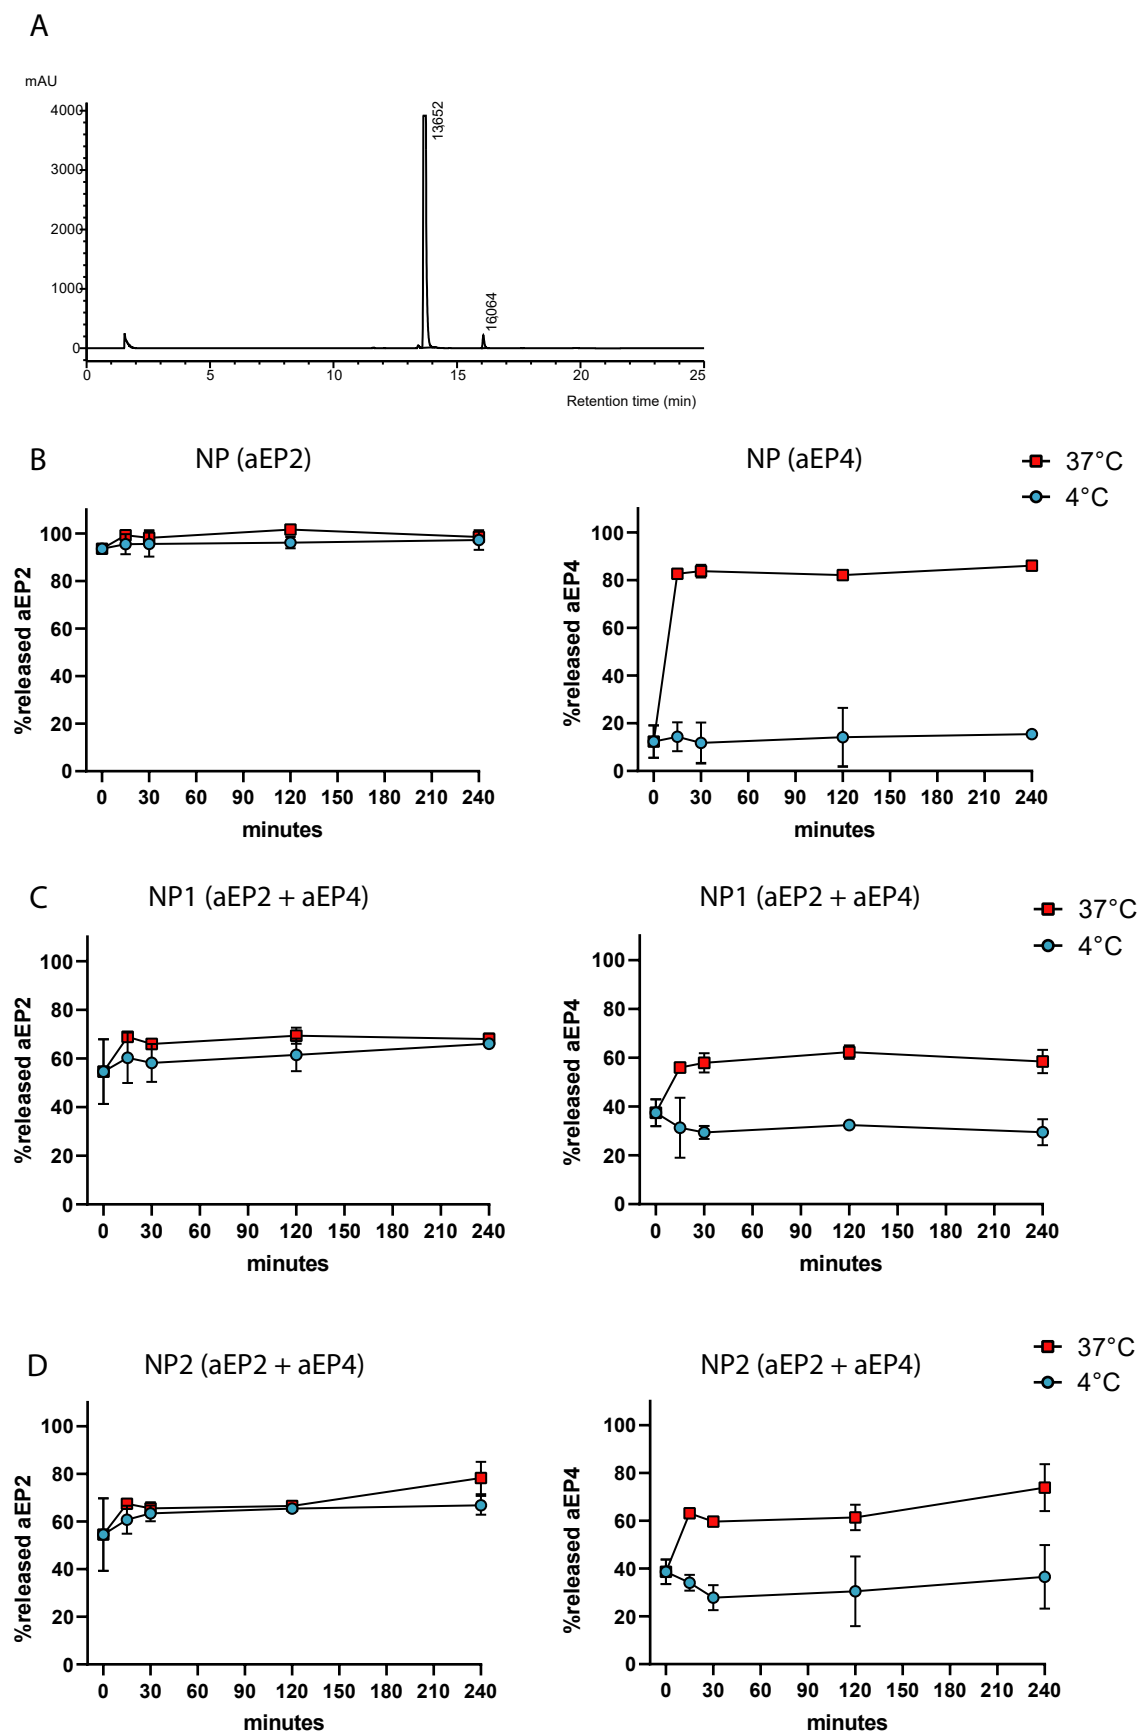 A
mAU
4000
3000
2000
1000
0
13,652
16,064
0 5 10 15 20 25
Retention time (min)
B
NP (aEP2)
NP (aEP4)
37°C
4°C
%released aEP2
100
80
60
40
20
0
0 30 60 90 120 150 180 210 240
minutes
%released aEP4
100
80
60
40
20
0
0 30 60 90 120 150 180 210 240
minutes
C
NP1 (aEP2 + aEP4)
NP1 (aEP2 + aEP4)
37°C
4°C
%released aEP2
100
80
60
40
20
0
0 30 60 90 120 150 180 210 240
minutes
%released aEP4
100
80
60
40
20
0
0 30 60 90 120 150 180 210 240
minutes
D
NP2 (aEP2 + aEP4)
NP2 (aEP2 + aEP4)
37°C
4°C
%released aEP2
100
80
60
40
20
0
0 30 60 90 120 150 180 210 240
minutes
%released aEP4
100
80
60
40
20
0
0 30 60 90 120 150 180 210 240
minutes